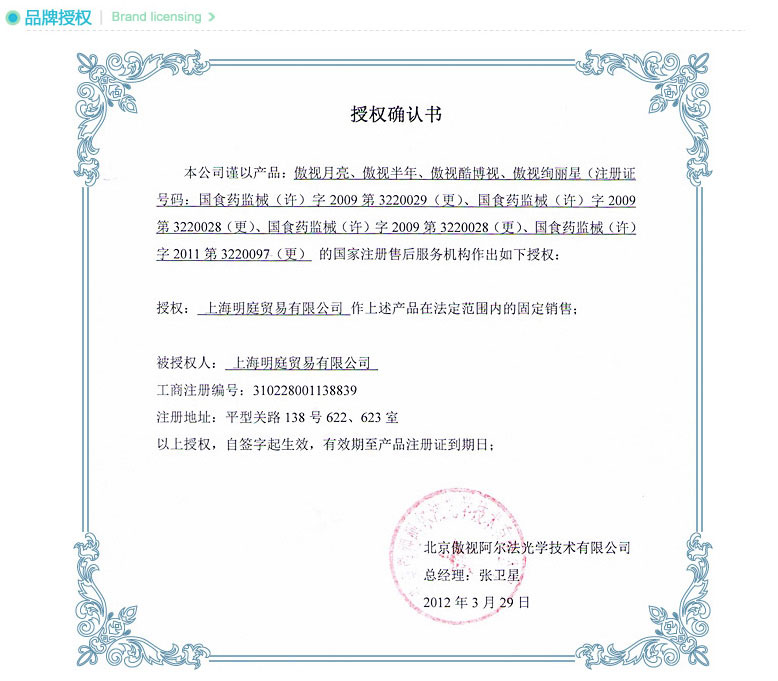 品牌授权 | Brand licensing >
授权确认书
本公司谨以产品：傲视月亮、傲视半年、傲视酷博视、傲视绚丽星（注册证
号码：国食药监械（许）字 2009 第 3220029（更）、国食药监械（许）字 2009
第 3220028（更）、国食药监械（许）字 2009 第 3220028（更）、国食药监械（许）
字 2011 第 3220097（更） 的国家注册售后服务机构作出如下授权：
授权： 上海明庭贸易有限公司 作上述产品在法定范围内的固定销售；
被授权人： 上海明庭贸易有限公司
工商注册编号：310228001138839
注册地址：平型关路 138 号 622、623 室
以上授权，自签字起生效，有效期至产品注册证到期日；
北京傲视阿尔法光学技术有限公司
总经理：张卫星
2012 年 3 月 29 日